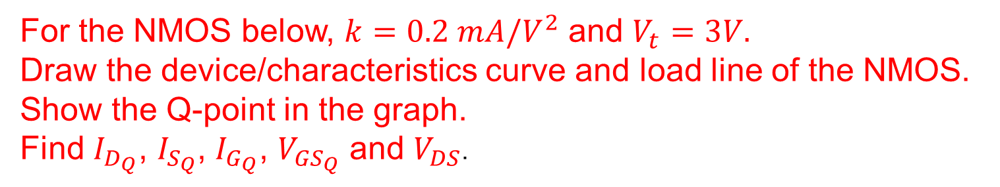 For the NMOS below, k = 0.2 mA/V² and Vₜ = 3V.
Draw the device/characteristics curve and load line of the NMOS.
Show the Q-point in the graph.
Find I_{D_Q}, I_{S_Q}, I_{G_Q}, V_{GS_Q} and V_{DS}.